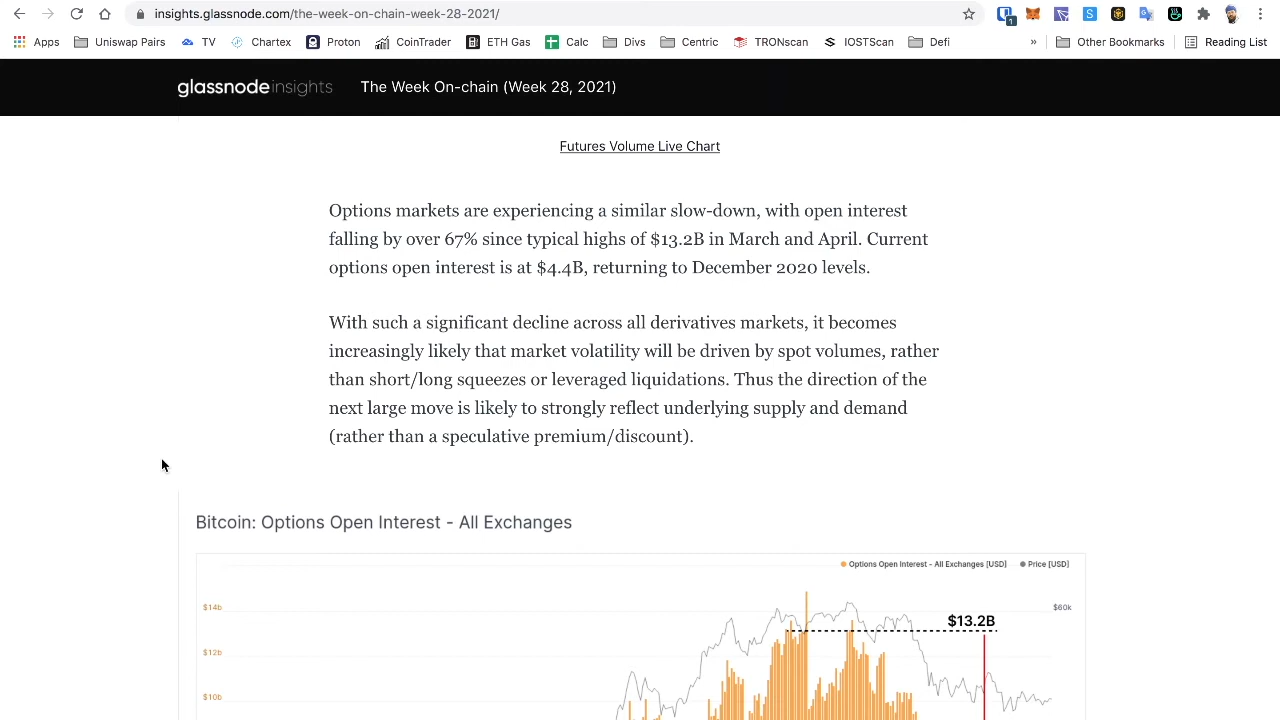 insights.glassnode.com/the-week-on-chain-week-28-2021/
1
Apps Uniswap Pairs TV Chartex Proton CoinTrader ETH Gas Calc Divs Centric TRONscan IOSTScan Defi » Other Bookmarks Reading List
glassnodeinsights The Week On-chain (Week 28, 2021)
Futures Volume Live Chart
Options markets are experiencing a similar slow-down, with open interest
falling by over 67% since typical highs of $13.2B in March and April. Current
options open interest is at $4.4B, returning to December 2020 levels.
With such a significant decline across all derivatives markets, it becomes
increasingly likely that market volatility will be driven by spot volumes, rather
than short/long squeezes or leveraged liquidations. Thus the direction of the
next large move is likely to strongly reflect underlying supply and demand
(rather than a speculative premium/discount).
Bitcoin: Options Open Interest - All Exchanges
Options Open Interest - All Exchanges [USD] Price [USD]
$14b $60k
$13.2B
$12b
$10b